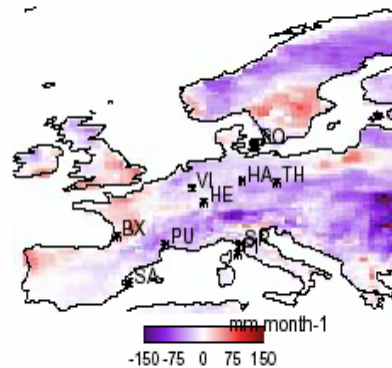 SO
VI
HA
TH
HE
BX
PU
SA
mm month-1
-150 -75 0 75 150